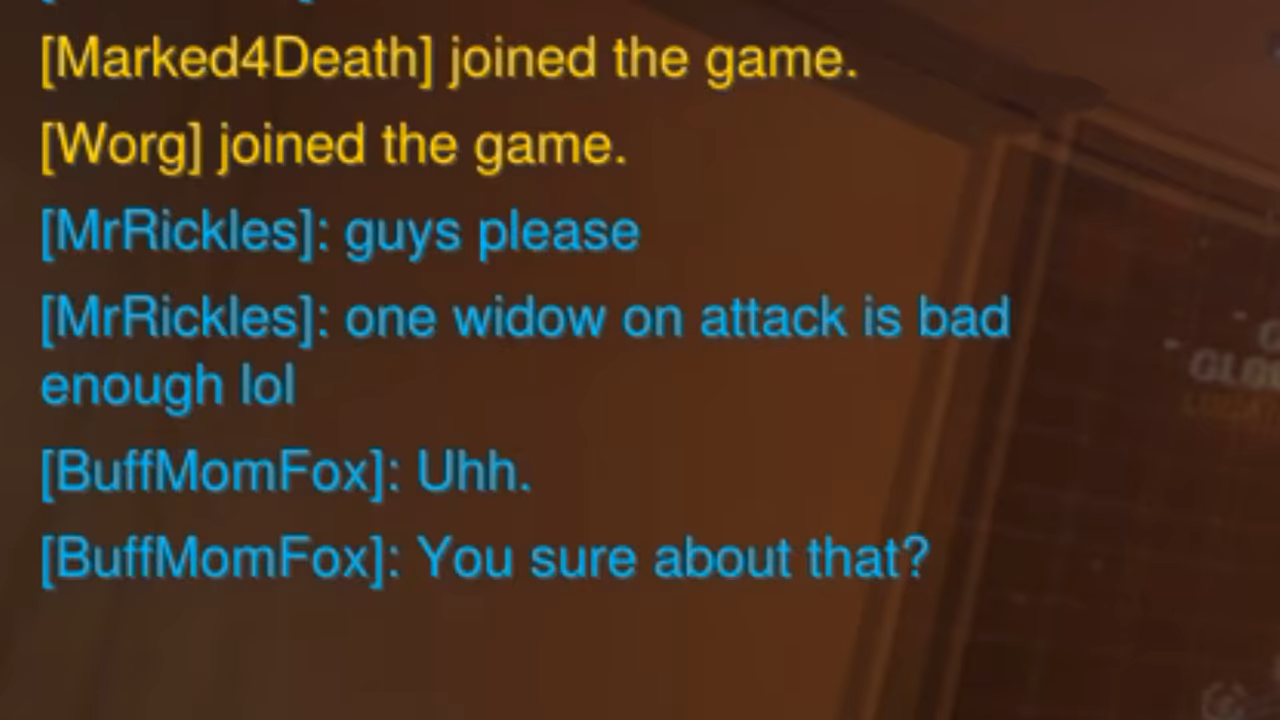 [Marked4Death] joined the game.
[Worg] joined the game.
[MrRickles]: guys please
[MrRickles]: one widow on attack is bad
enough lol
[BuffMomFox]: Uhh.
[BuffMomFox]: You sure about that?